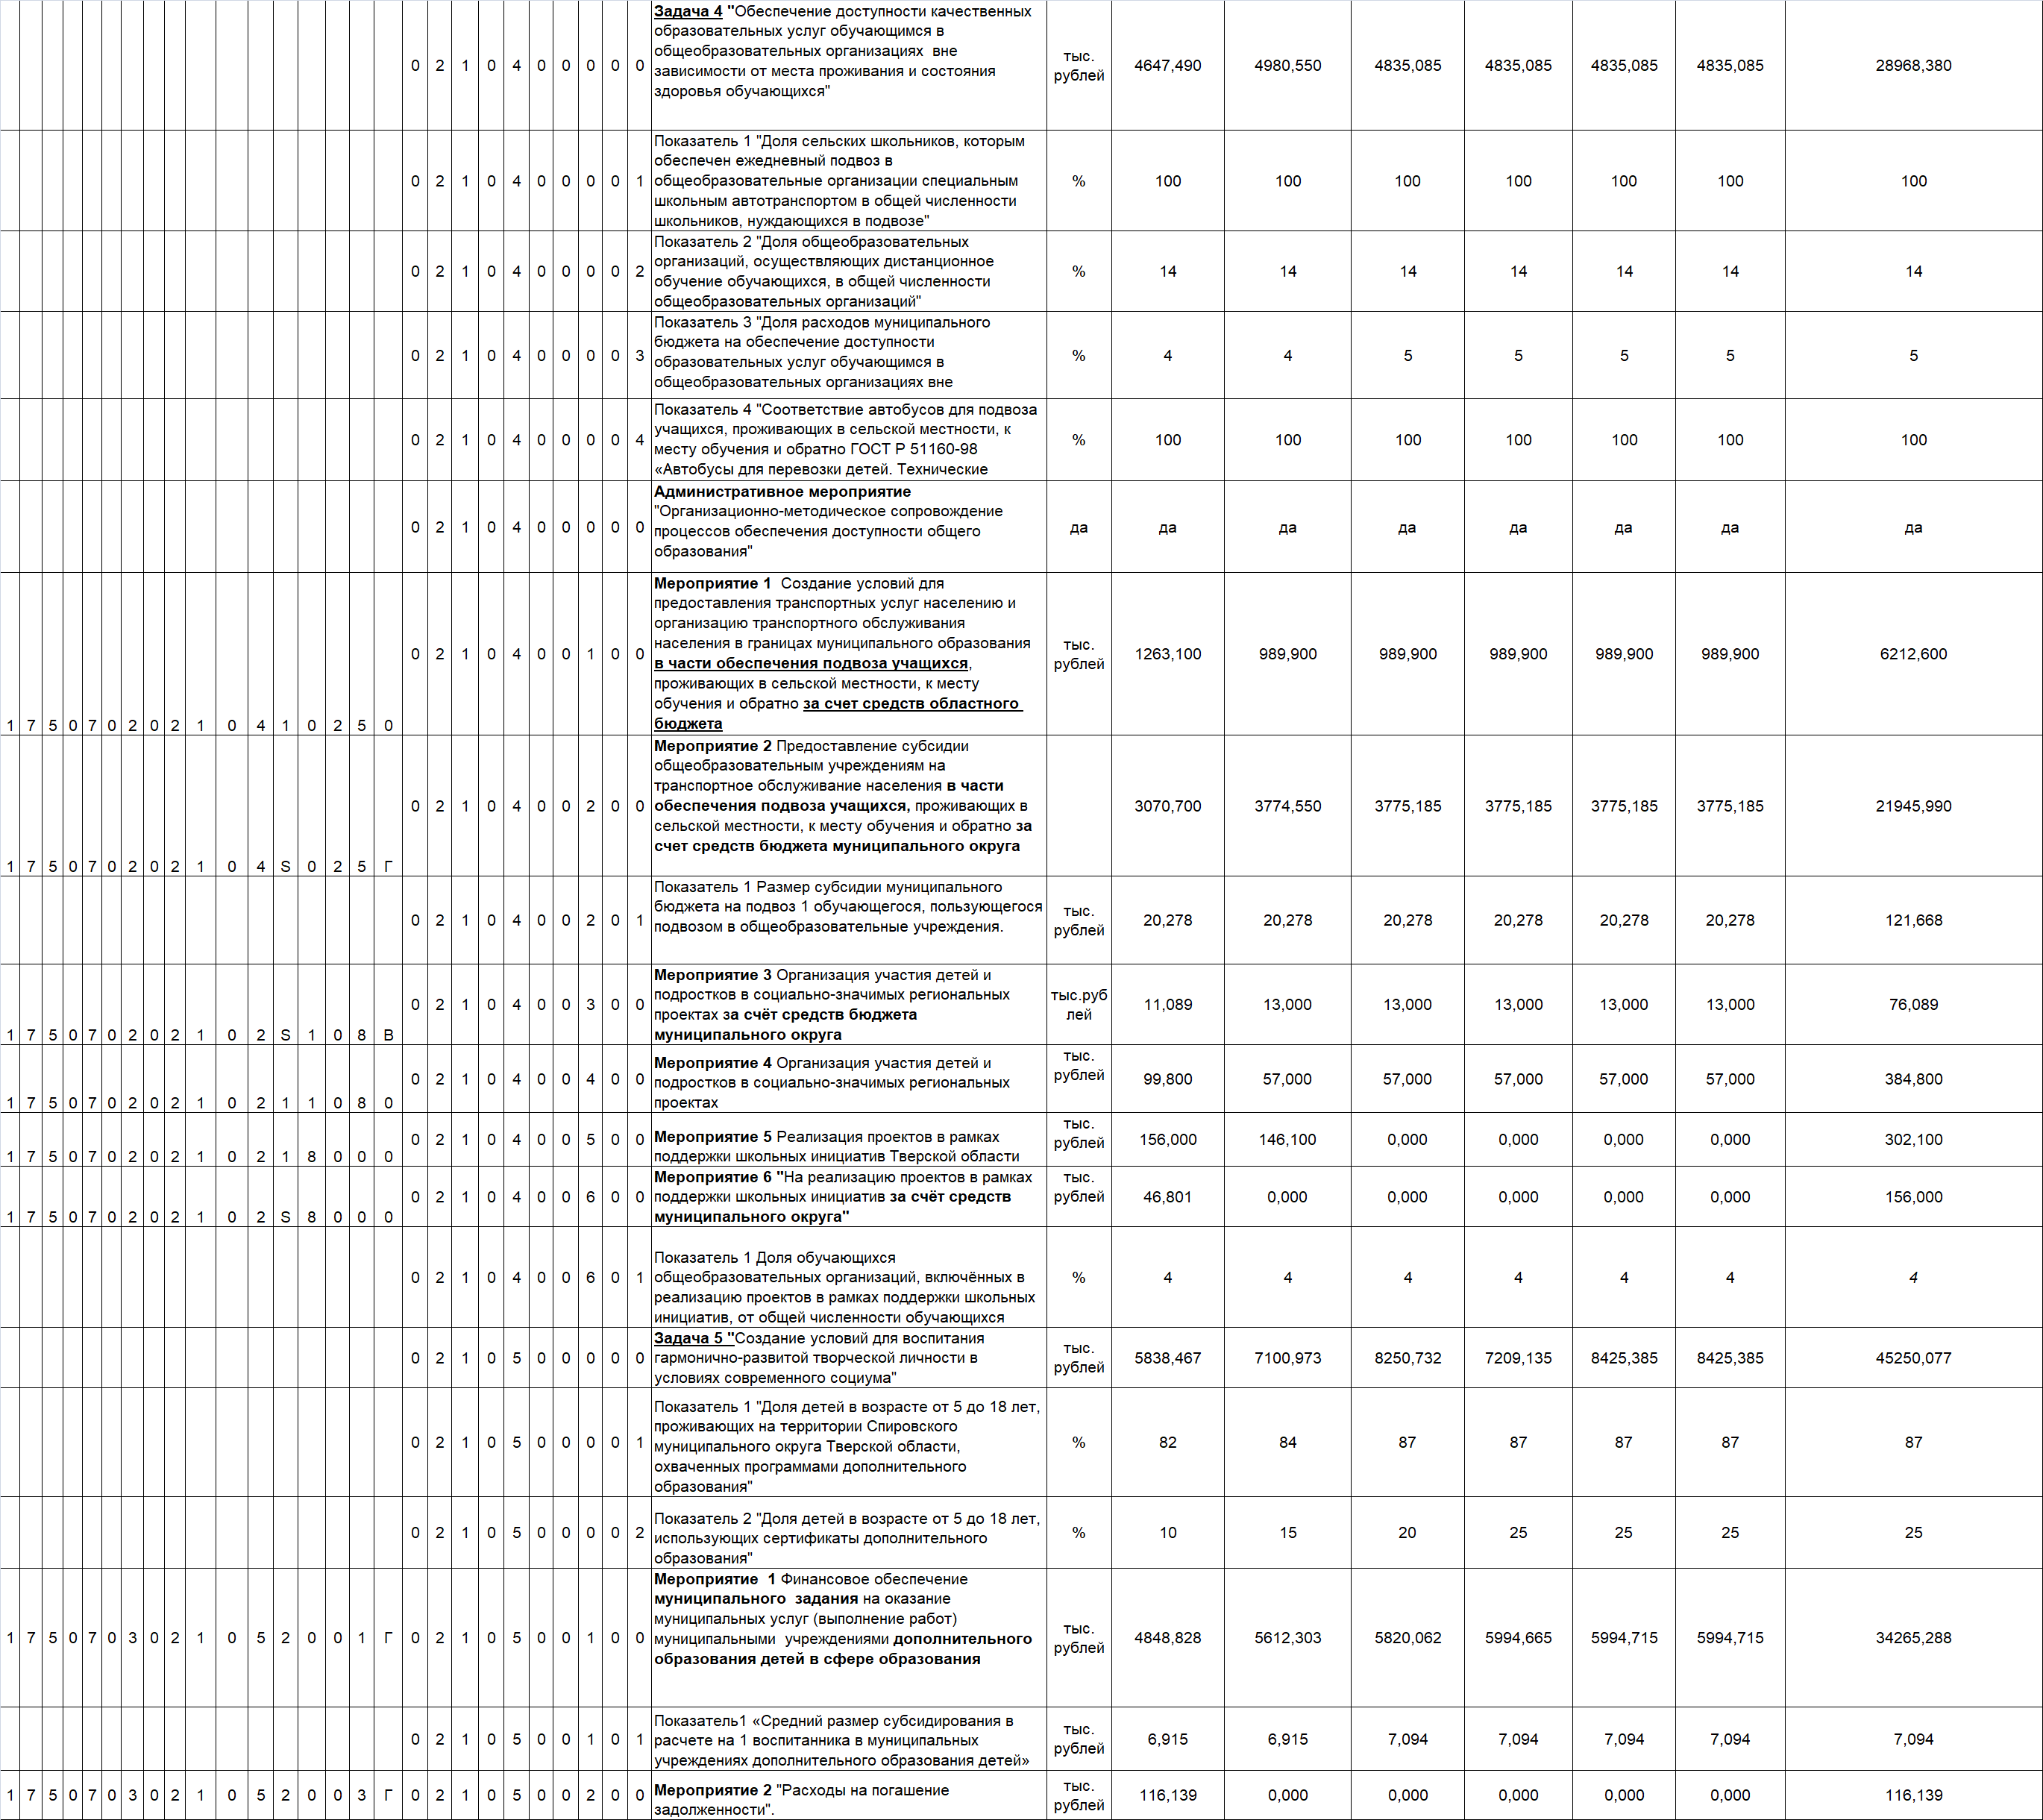 Задача 4 "Обеспечение доступности качественных
образовательных услуг обучающимся в
общеобразовательных организациях вне
зависимости от места проживания и состояния
здоровья обучающихся"
0 2 1 0 4 0 0 0 0 0 тыс. рублей 4647,490 4980,550 4835,085 4835,085 4835,085 4835,085 28968,380
Показатель 1 "Доля сельских школьников, которым
обеспечен ежедневный подвоз в
общеобразовательные организации специальным
школьным автотранспортом в общей численности
школьников, нуждающихся в подвозе"
0 2 1 0 4 0 0 0 0 1 % 100 100 100 100 100 100 100
Показатель 2 "Доля общеобразовательных
организаций, осуществляющих дистанционное
обучение обучающихся, в общей численности
общеобразовательных организаций"
0 2 1 0 4 0 0 0 0 2 % 14 14 14 14 14 14 14
Показатель 3 "Доля расходов муниципального
бюджета на обеспечение доступности
образовательных услуг обучающимся в
общеобразовательных организациях вне
0 2 1 0 4 0 0 0 0 3 % 4 4 5 5 5 5 5
Показатель 4 "Соответствие автобусов для подвоза
учащихся, проживающих в сельской местности, к
месту обучения и обратно ГОСТ Р 51160-98
«Автобусы для перевозки детей. Технические
0 2 1 0 4 0 0 0 0 4 % 100 100 100 100 100 100 100
Административное мероприятие
"Организационно-методическое сопровождение
процессов обеспечения доступности общего
образования"
0 2 1 0 4 0 0 0 0 0 да да да да да да да да
Мероприятие 1 Создание условий для
предоставления транспортных услуг населению и
организацию транспортного обслуживания
населения в границах муниципального образования
в части обеспечения подвоза учащихся,
проживающих в сельской местности, к месту
обучения и обратно за счет средств областного
бюджета
1 7 5 0 7 0 2 0 2 1 0 4 1 0 2 5 0 0 2 1 0 4 0 0 1 0 0 тыс. рублей 1263,100 989,900 989,900 989,900 989,900 989,900 6212,600
Мероприятие 2 Предоставление субсидии
общеобразовательным учреждениям на
транспортное обслуживание населения в части
обеспечения подвоза учащихся, проживающих в
сельской местности, к месту обучения и обратно за
счет средств бюджета муниципального округа
1 7 5 0 7 0 2 0 2 1 0 4 S 0 2 5 Г 0 2 1 0 4 0 0 2 0 0 3070,700 3774,550 3775,185 3775,185 3775,185 3775,185 21945,990
Показатель 1 Размер субсидии муниципального
бюджета на подвоз 1 обучающегося, пользующегося
подвозом в общеобразовательные учреждения.
0 2 1 0 4 0 0 2 0 1 тыс. рублей 20,278 20,278 20,278 20,278 20,278 20,278 121,668
Мероприятие 3 Организация участия детей и
подростков в социально-значимых региональных
проектах за счёт средств бюджета
муниципального округа
1 7 5 0 7 0 2 0 2 1 0 2 S 1 0 8 В 0 2 1 0 4 0 0 3 0 0 тыс.руб лей 11,089 13,000 13,000 13,000 13,000 13,000 76,089
Мероприятие 4 Организация участия детей и
подростков в социально-значимых региональных
проектах
1 7 5 0 7 0 2 0 2 1 0 2 1 1 0 8 0 0 2 1 0 4 0 0 4 0 0 тыс. рублей 99,800 57,000 57,000 57,000 57,000 57,000 384,800
Мероприятие 5 Реализация проектов в рамках
поддержки школьных инициатив Тверской области
1 7 5 0 7 0 2 0 2 1 0 2 1 8 0 0 0 0 2 1 0 4 0 0 5 0 0 тыс. рублей 156,000 146,100 0,000 0,000 0,000 0,000 302,100
Мероприятие 6 "На реализацию проектов в рамках
поддержки школьных инициатив за счёт средств
муниципального округа"
1 7 5 0 7 0 2 0 2 1 0 2 S 8 0 0 0 0 2 1 0 4 0 0 6 0 0 тыс. рублей 46,801 0,000 0,000 0,000 0,000 0,000 156,000
Показатель 1 Доля обучающихся
общеобразовательных организаций, включённых в
реализацию проектов в рамках поддержки школьных
инициатив, от общей численности обучающихся
0 2 1 0 4 0 0 6 0 1 % 4 4 4 4 4 4 4
Задача 5 "Создание условий для воспитания
гармонично-развитой творческой личности в
условиях современного социума"
0 2 1 0 5 0 0 0 0 0 тыс. рублей 5838,467 7100,973 8250,732 7209,135 8425,385 8425,385 45250,077
Показатель 1 "Доля детей в возрасте от 5 до 18 лет,
проживающих на территории Спировского
муниципального округа Тверской области,
охваченных программами дополнительного
образования"
0 2 1 0 5 0 0 0 0 1 % 82 84 87 87 87 87 87
Показатель 2 "Доля детей в возрасте от 5 до 18 лет,
использующих сертификаты дополнительного
образования"
0 2 1 0 5 0 0 0 0 2 % 10 15 20 25 25 25 25
Мероприятие 1 Финансовое обеспечение
муниципального задания на оказание
муниципальных услуг (выполнение работ)
муниципальными учреждениями дополнительного
образования детей в сфере образования
1 7 5 0 7 0 3 0 2 1 0 5 2 0 0 1 Г 0 2 1 0 5 0 0 1 0 0 тыс. рублей 4848,828 5612,303 5820,062 5994,665 5994,715 5994,715 34265,288
Показатель1 «Средний размер субсидирования в
расчете на 1 воспитанника в муниципальных
учреждениях дополнительного образования детей»
0 2 1 0 5 0 0 1 0 1 тыс. рублей 6,915 6,915 7,094 7,094 7,094 7,094 7,094
Мероприятие 2 "Расходы на погашение
задолженности".
1 7 5 0 7 0 3 0 2 1 0 5 2 0 0 3 Г 0 2 1 0 5 0 0 2 0 0 тыс. рублей 116,139 0,000 0,000 0,000 0,000 0,000 116,139